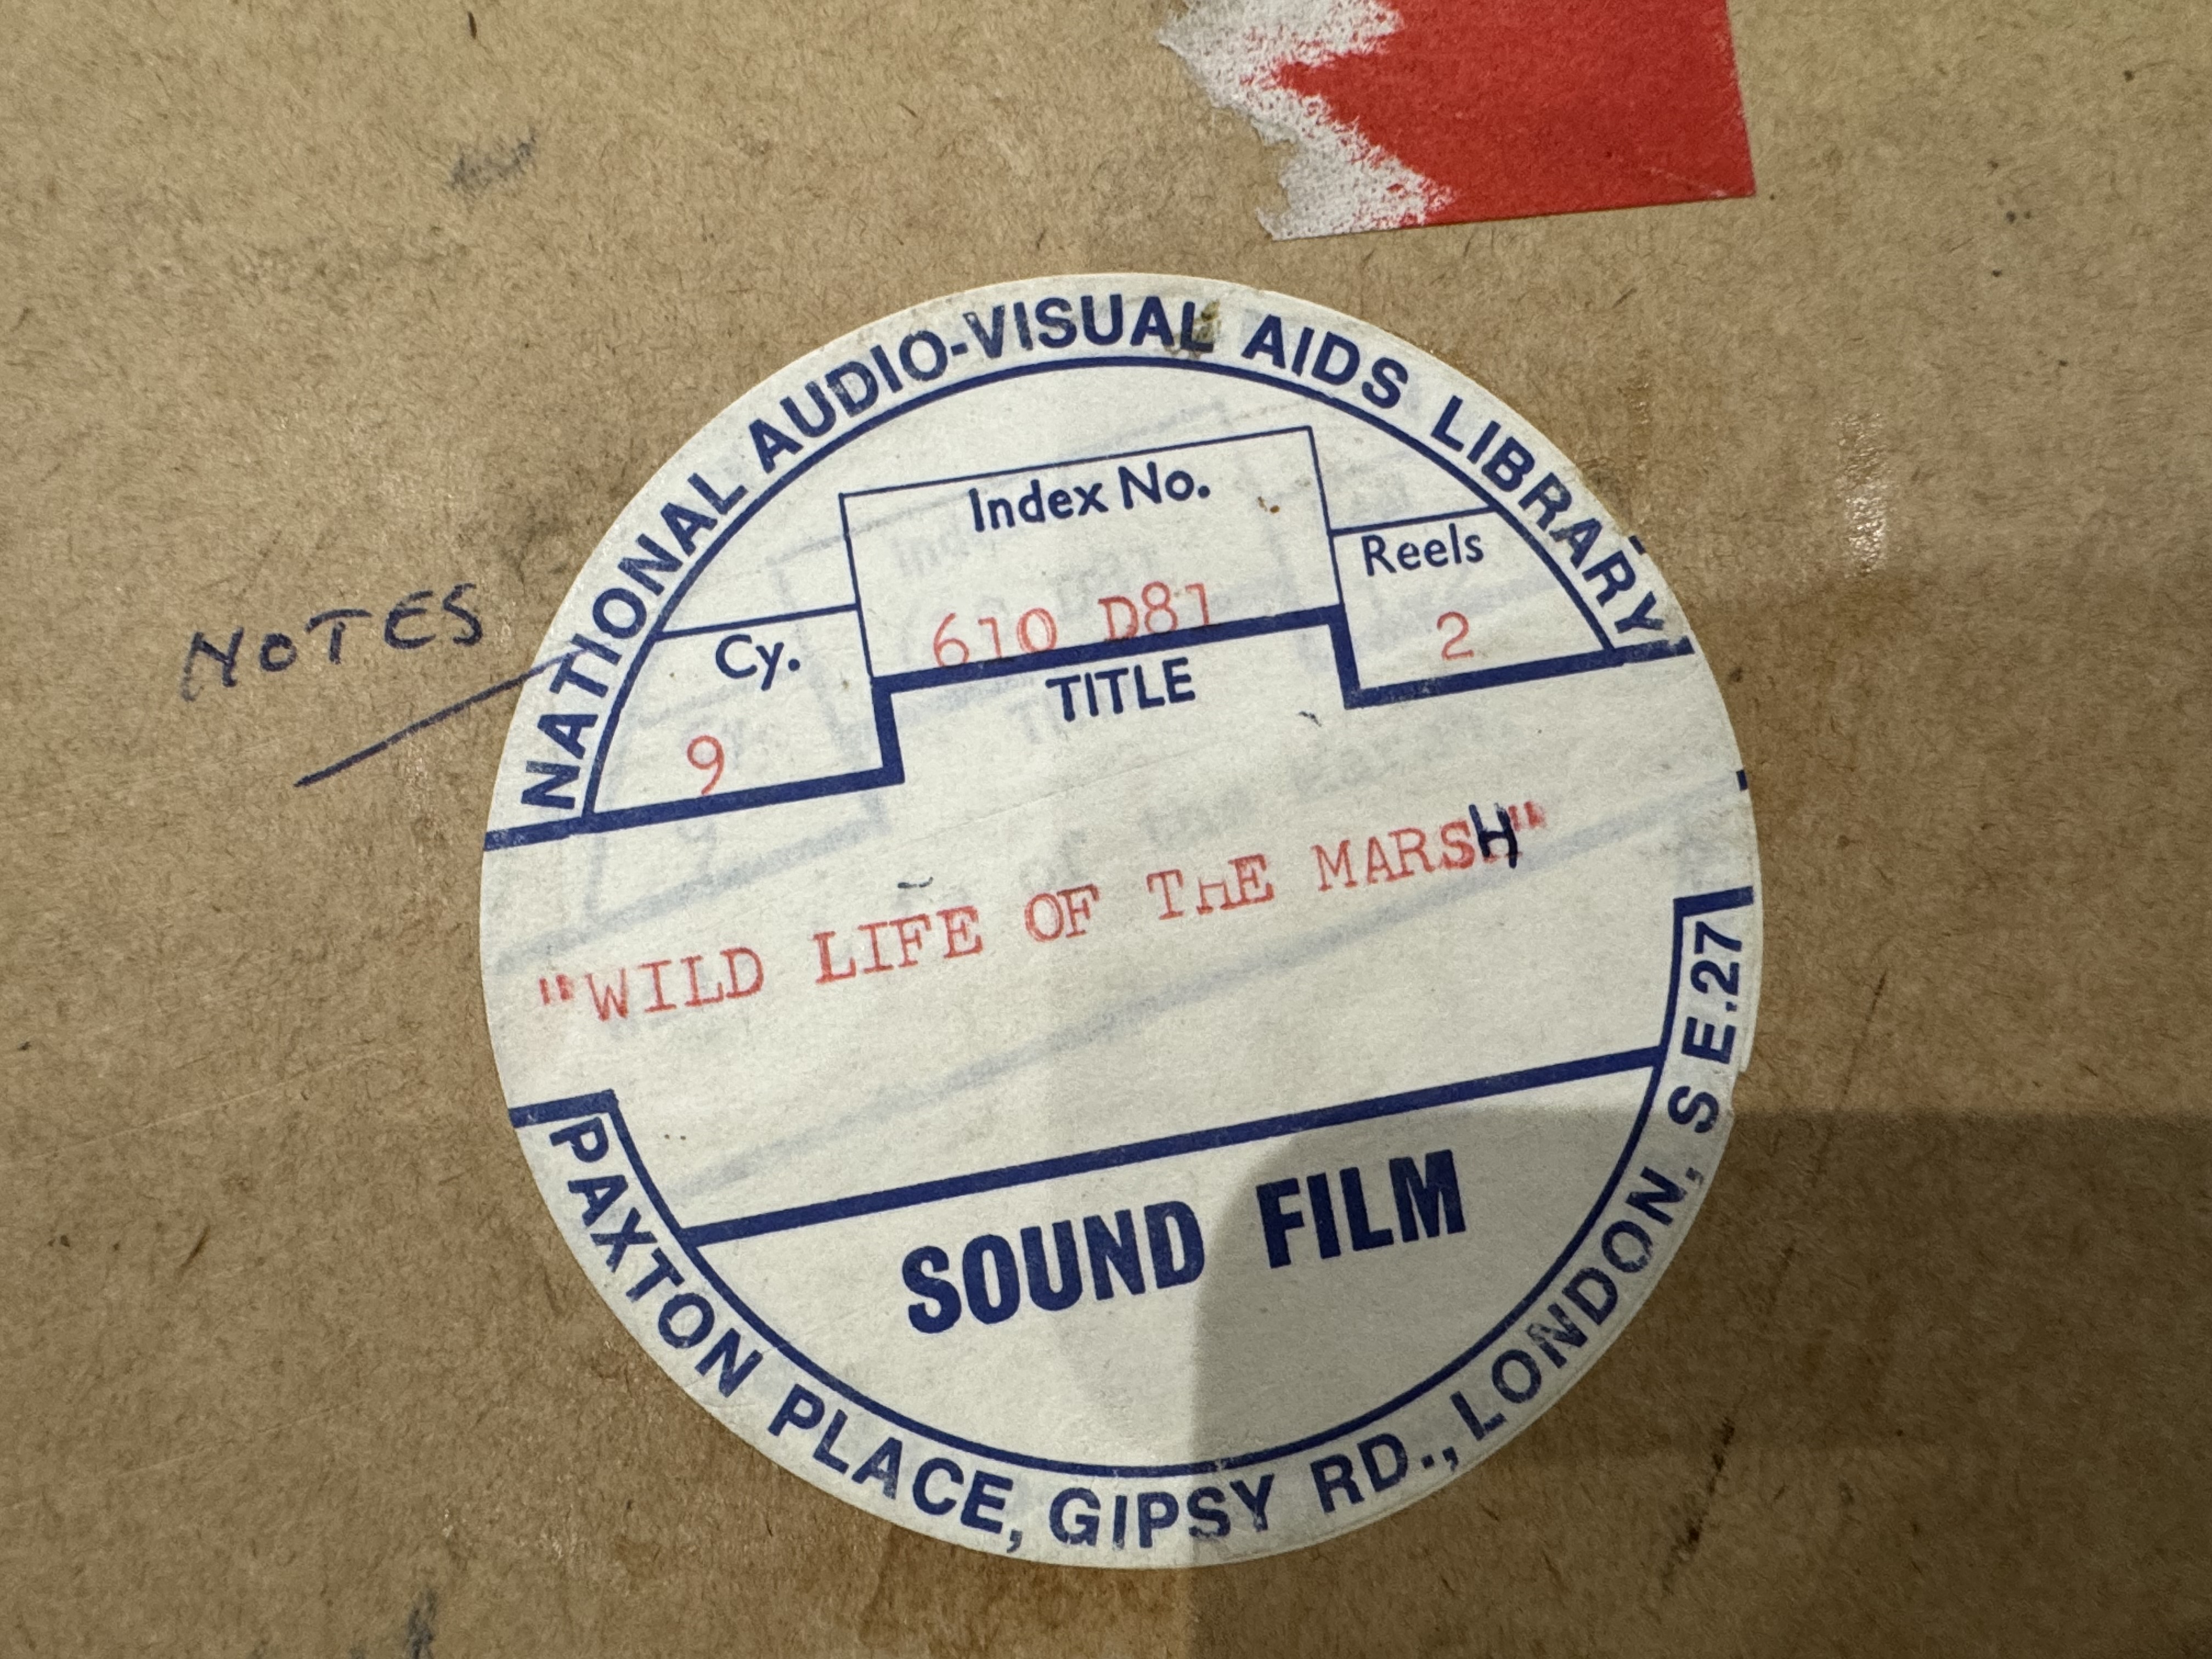 NATIONAL AUDIO-VISUAL AIDS LIBRARY
Index No.
610 D81
Reels
2
Cy.
9
NOTES
TITLE
"WILD LIFE OF THE MARSH"
SOUND FILM
PAXTON PLACE, GIPSY RD., LONDON, S E.27